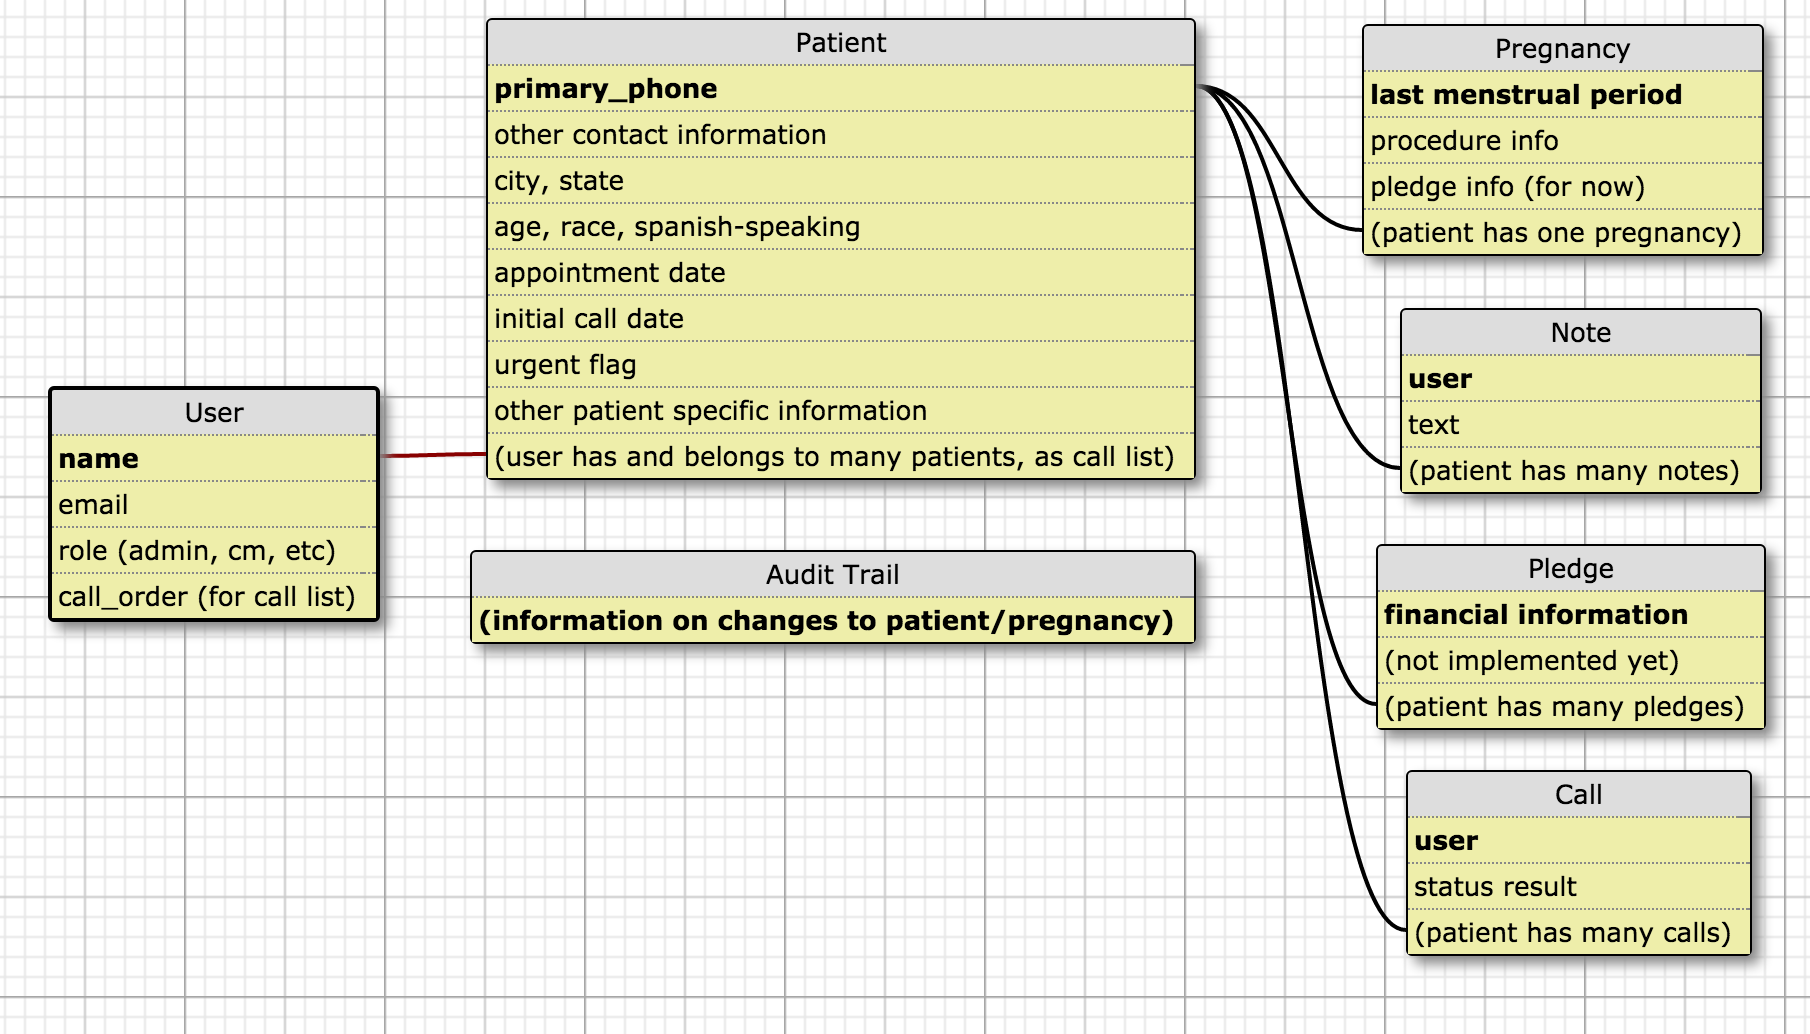 Patient
primary_phone
other contact information
city, state
age, race, spanish-speaking
appointment date
initial call date
urgent flag
other patient specific information
(user has and belongs to many patients, as call list)
Pregnancy
last menstrual period
procedure info
pledge info (for now)
(patient has one pregnancy)
Note
user
text
(patient has many notes)
User
name
email
role (admin, cm, etc)
call_order (for call list)
Audit Trail
(information on changes to patient/pregnancy)
Pledge
financial information
(not implemented yet)
(patient has many pledges)
Call
user
status result
(patient has many calls)